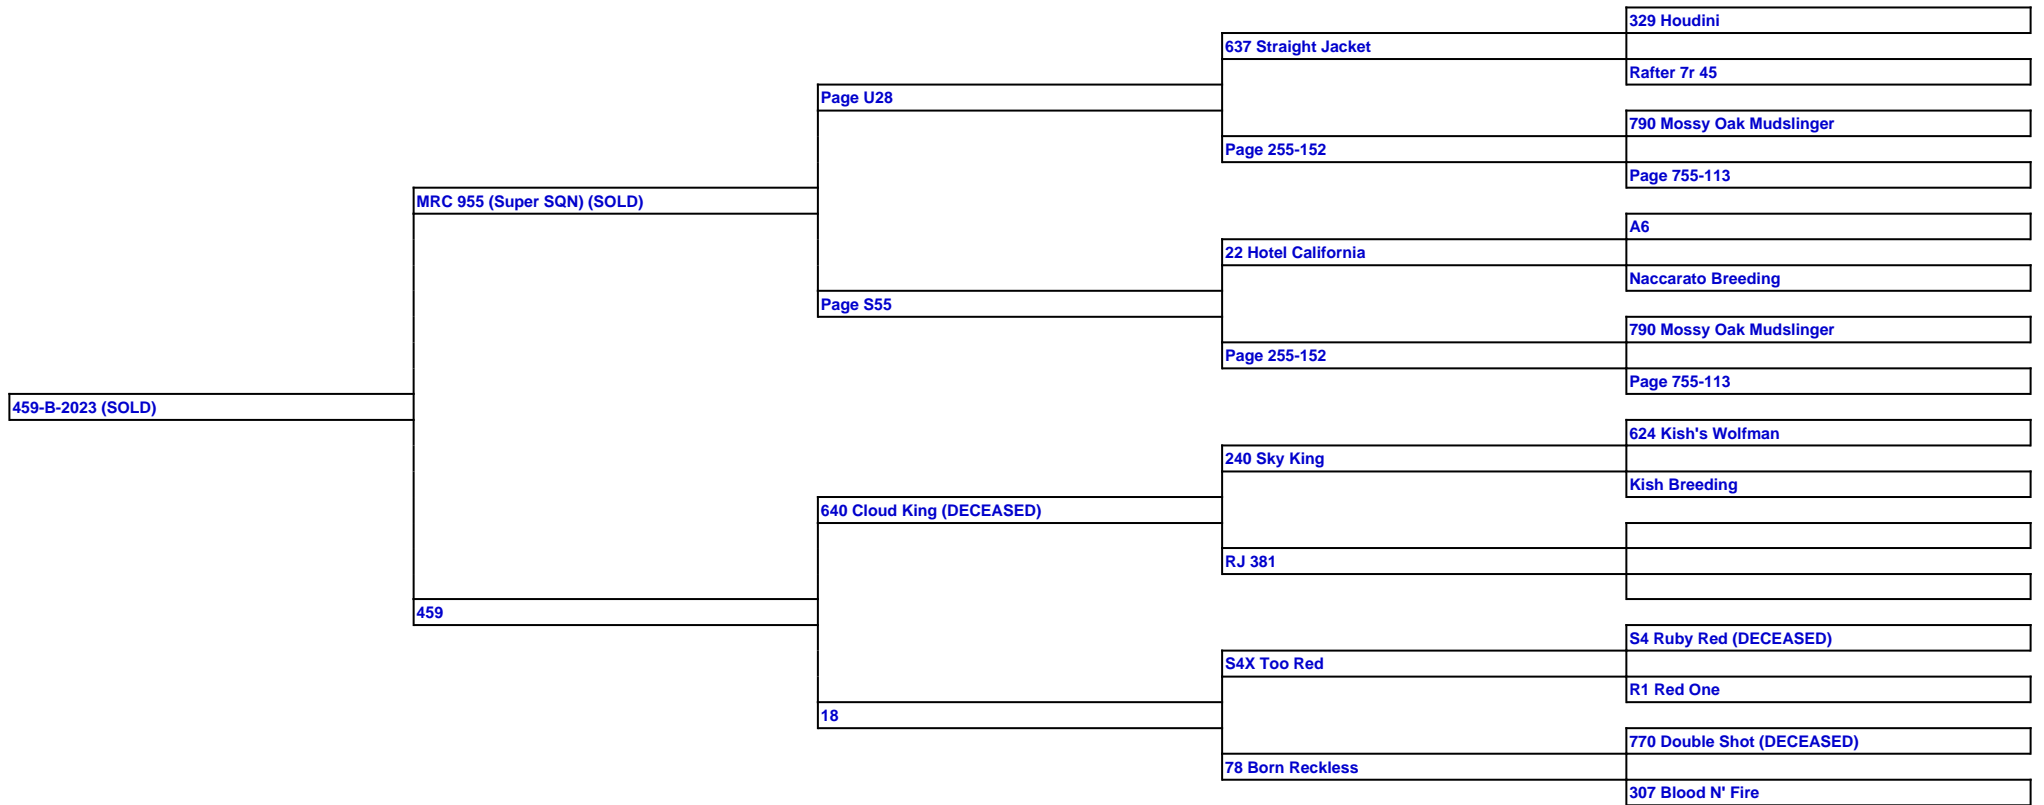 329 Houdini
637 Straight Jacket
Rafter 7r 45
Page U28
790 Mossy Oak Mudslinger
Page 255-152
Page 755-113
MRC 955 (Super SQN) (SOLD)
A6
22 Hotel California
Naccarato Breeding
Page S55
790 Mossy Oak Mudslinger
Page 255-152
Page 755-113
459-B-2023 (SOLD)
624 Kish's Wolfman
240 Sky King
Kish Breeding
640 Cloud King (DECEASED)
RJ 381
459
S4 Ruby Red (DECEASED)
S4X Too Red
R1 Red One
18
770 Double Shot (DECEASED)
78 Born Reckless
307 Blood N' Fire